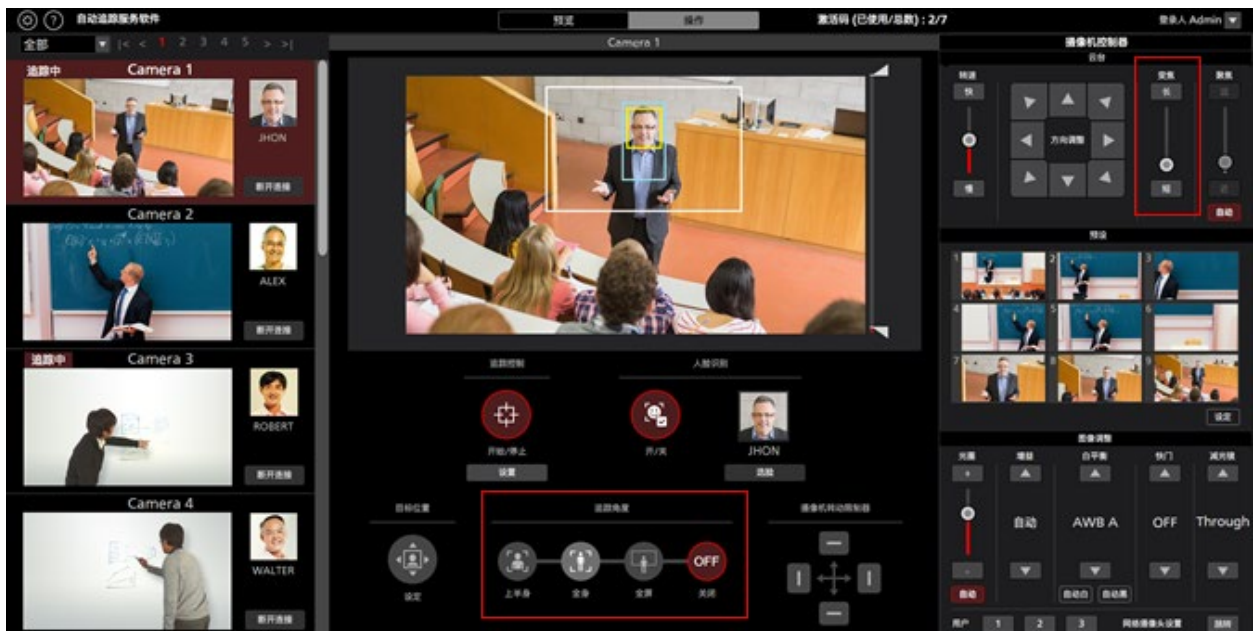 自动追踪服务软件
预览
操作
激活码 (已使用/总数) : 2/7
登录人 Admin
全部
|< < 1 2 3 4 5 > >|
追踪中
Camera 1
JHON
断开连接
Camera 2
ALEX
断开连接
追踪中
Camera 3
ROBERT
断开连接
Camera 4
WALTER
断开连接
Camera 1
追踪控制
开始/停止
设置
人脸识别
开/关
JHON
选脸
目标位置
设定
追踪角度
上半身
全身
全屏
OFF
关闭
摄像机转动限制器
摄像机控制器
云台
转速
快
慢
方向调整
变焦
长
短
聚焦
远
近
自动
预设
1
2
3
4
5
6
7
8
9
设定
图像调整
光圈
+
-
自动
增益
自动
白平衡
AWB A
自动白
自动黑
快门
OFF
减光镜
Through
用户 1 2 3 网络摄像头设置 跳转